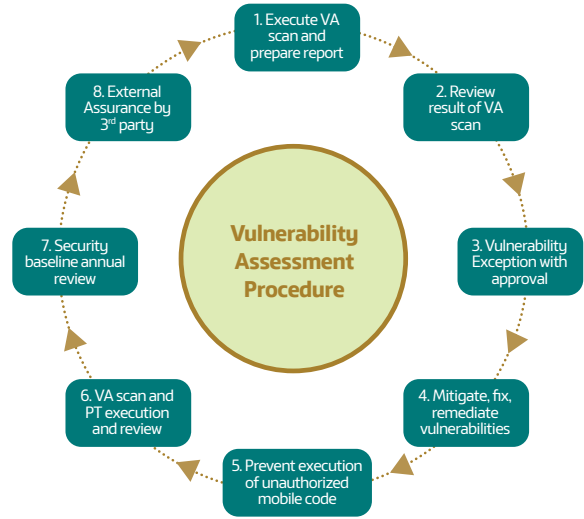 1. Execute VA
scan and
prepare report
2. Review
result of VA
scan
3. Vulnerability
Exception with
approval
4. Mitigate, fix,
remediate
vulnerabilities
5. Prevent execution
of unauthorized
mobile code
6. VA scan and
PT execution
and review
7. Security
baseline annual
review
8. External
Assurance by
3rd party
Vulnerability
Assessment
Procedure